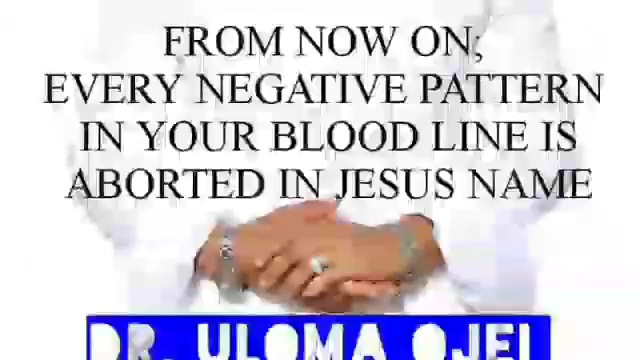 FROM NOW ON;
EVERY NEGATIVE PATTERN
IN YOUR BLOOD LINE IS
ABORTED IN JESUS NAME
DR. ULOMA OJEI